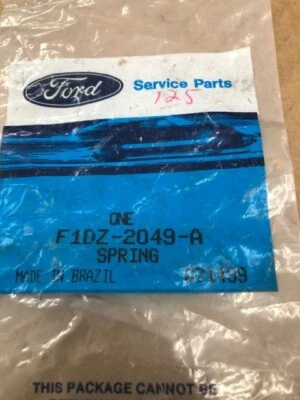 Ford
Service Parts
125
ONE
F1DZ-2049-A
SPRING
MADE IN BRAZIL
THIS PACKAGE CANNOT BE